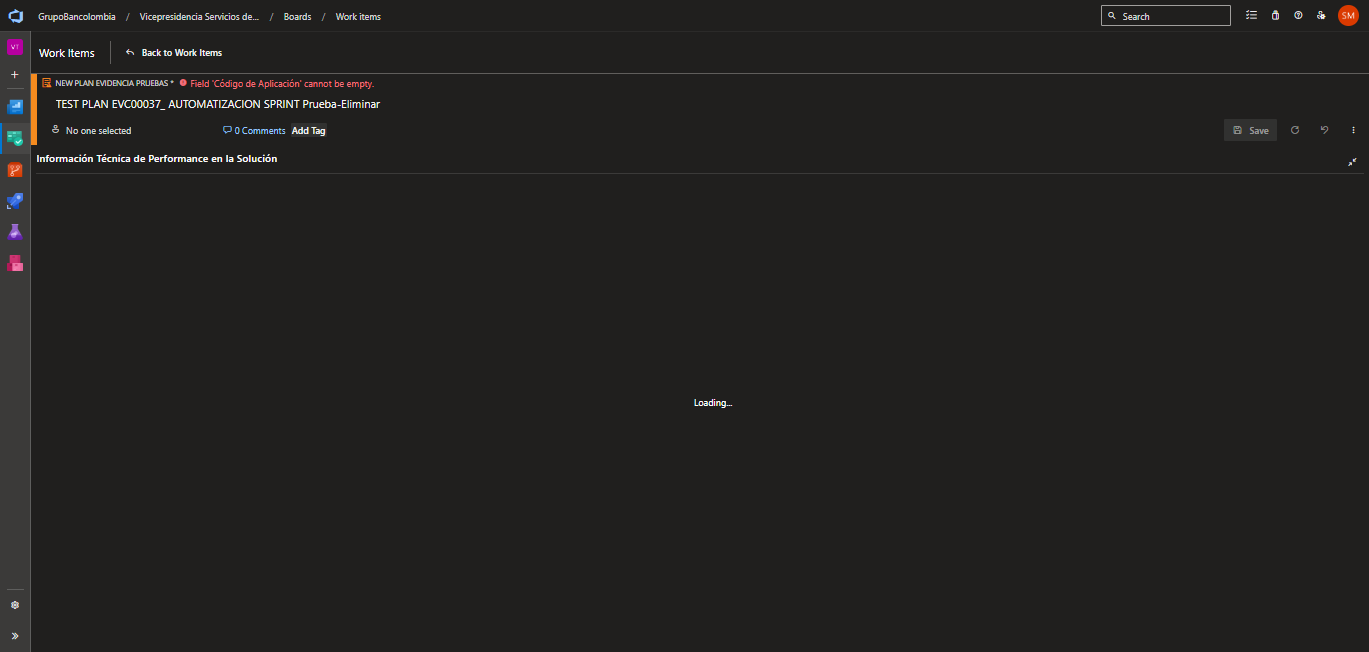 GrupoBancolombia / Vicepresidencia Servicios de... / Boards / Work items
Search
SM
VT
Work Items
Back to Work Items
NEW PLAN EVIDENCIA PRUEBAS * Field 'Código de Aplicación' cannot be empty.
TEST PLAN EVC00037_ AUTOMATIZACION SPRINT Prueba-Eliminar
No one selected
0 Comments
Add Tag
Save
Información Técnica de Performance en la Solución
Loading...